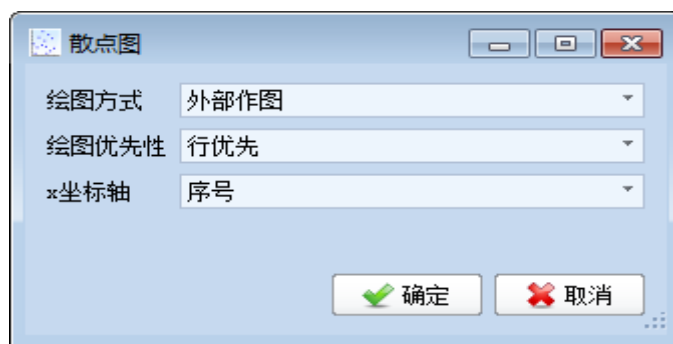 散点图
绘图方式 外部作图
绘图优先性 行优先
x坐标轴 序号
确定 取消